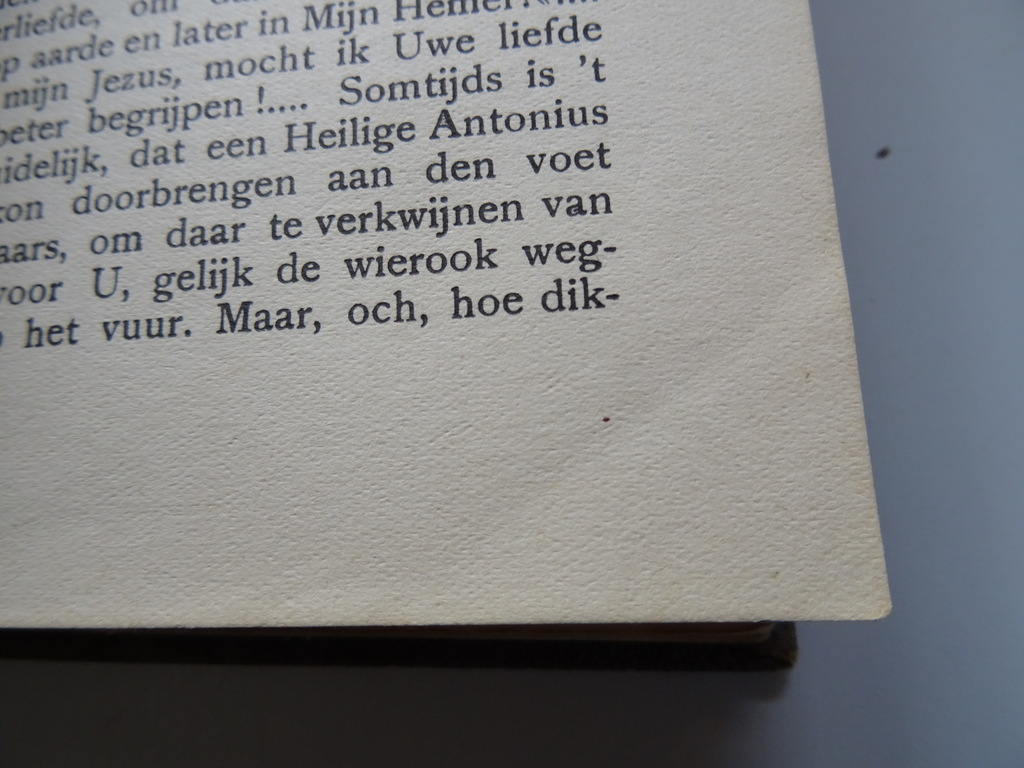 aarde en later in Mijn
mijn Jezus, mocht ik Uwe liefde
begrijpen !.... Somtijds is 't
dat een Heilige Antonius
doorbrengen aan den voet
om daar te verkwijnen van
voor U, gelijk de wierook weg-
het vuur. Maar, och, hoe dik-